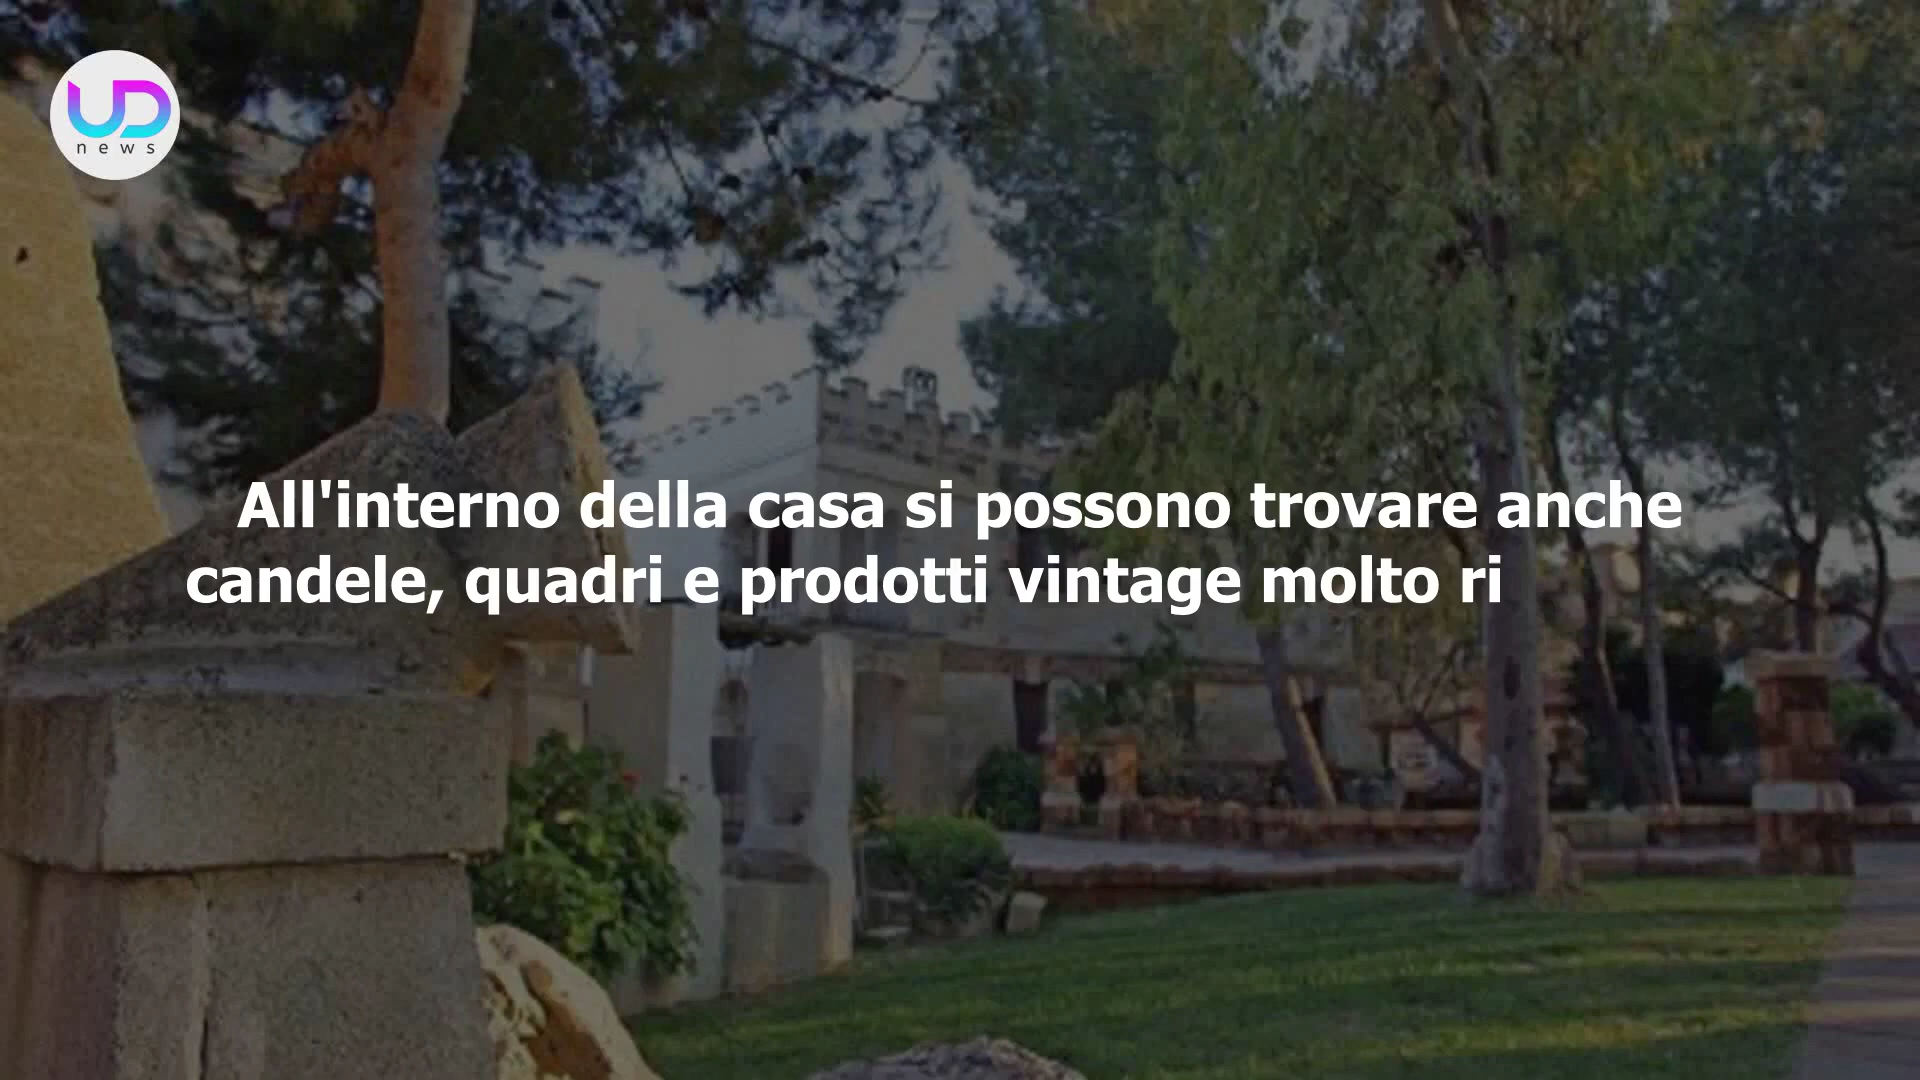 UD
news
All'interno della casa si possono trovare anche
candele, quadri e prodotti vintage molto ri